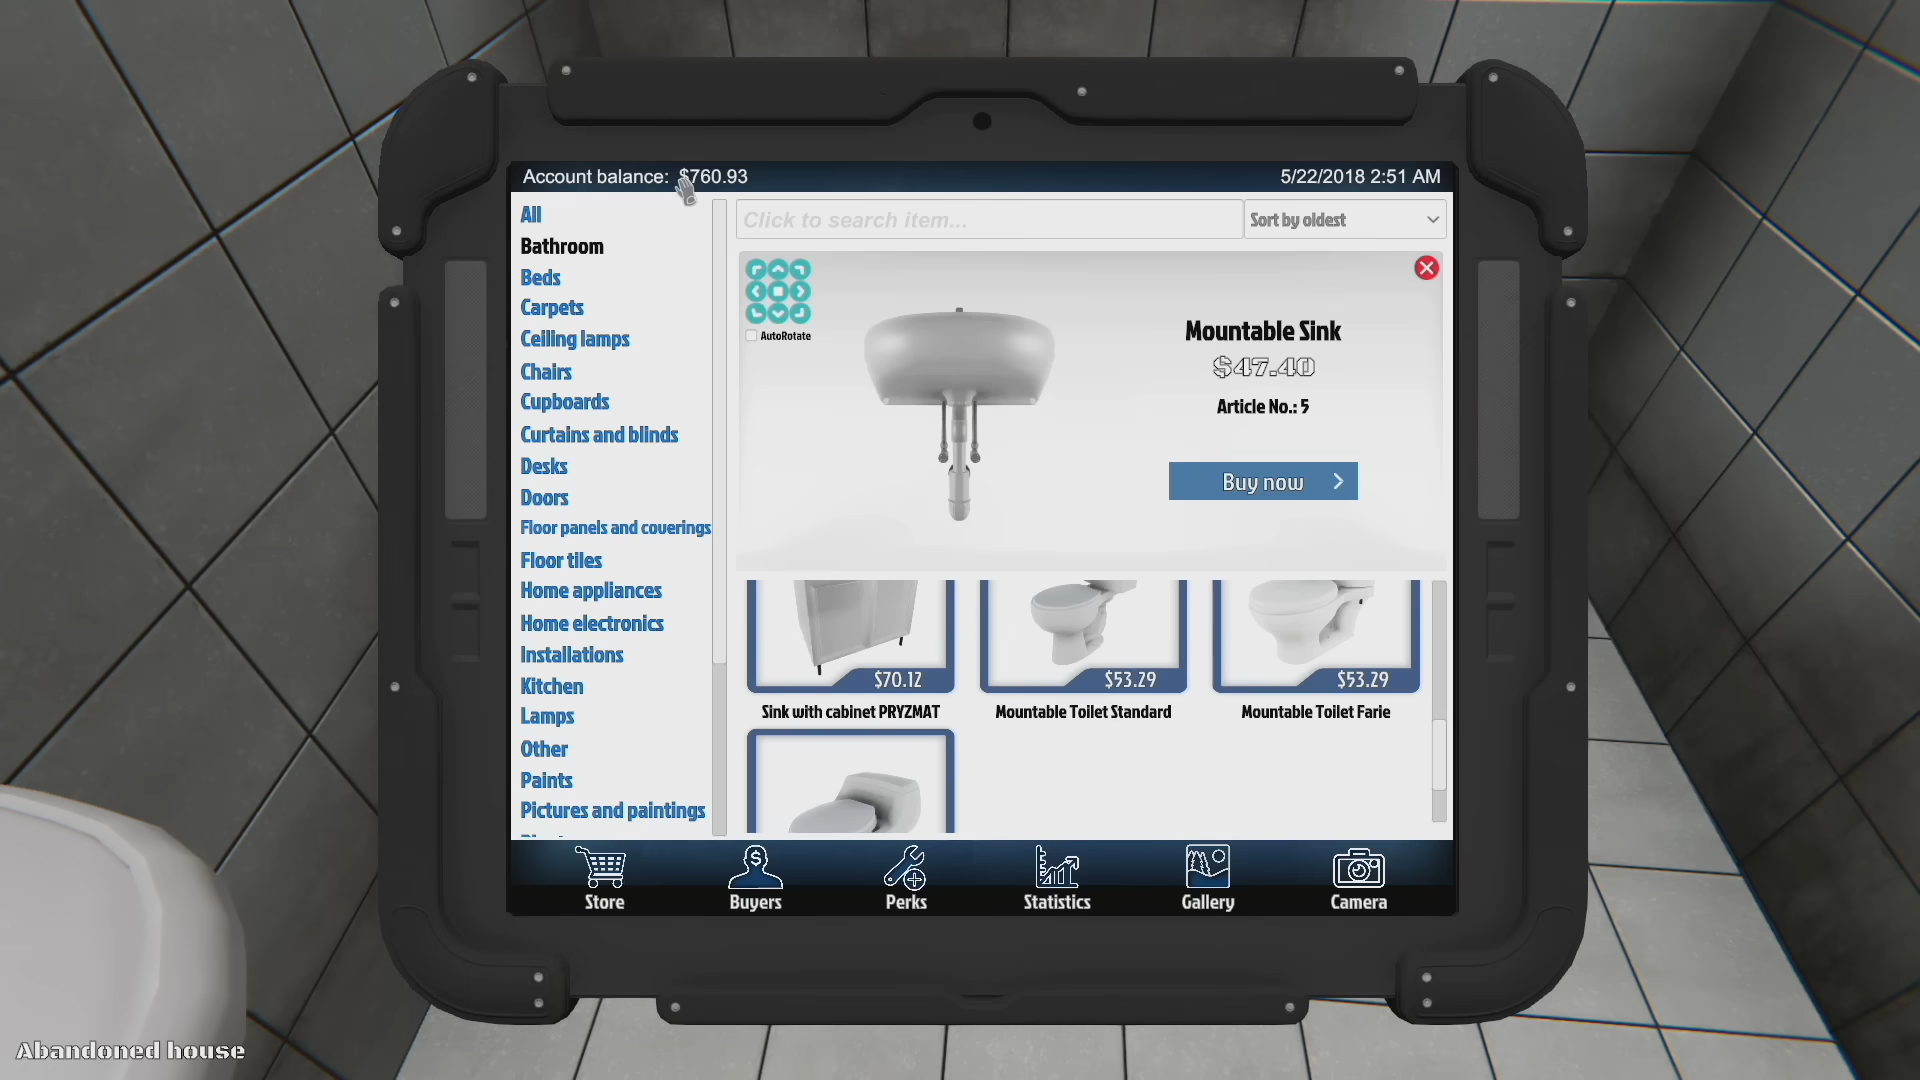 Account balance: $760.93
5/22/2018 2:51 AM
All
Bathroom
Beds
Carpets
Ceiling lamps
Chairs
Cupboards
Curtains and blinds
Desks
Doors
Floor panels and coverings
Floor tiles
Home appliances
Home electronics
Installations
Kitchen
Lamps
Other
Paints
Pictures and paintings
Click to search item...
Sort by oldest
AutoRotate
Mountable Sink
$47.40
Article No.: 5
Buy now
$70.12
$53.29
$53.29
Sink with cabinet PRYZMAT
Mountable Toilet Standard
Mountable Toilet Farie
Store
Buyers
Perks
Statistics
Gallery
Camera
Abandoned house